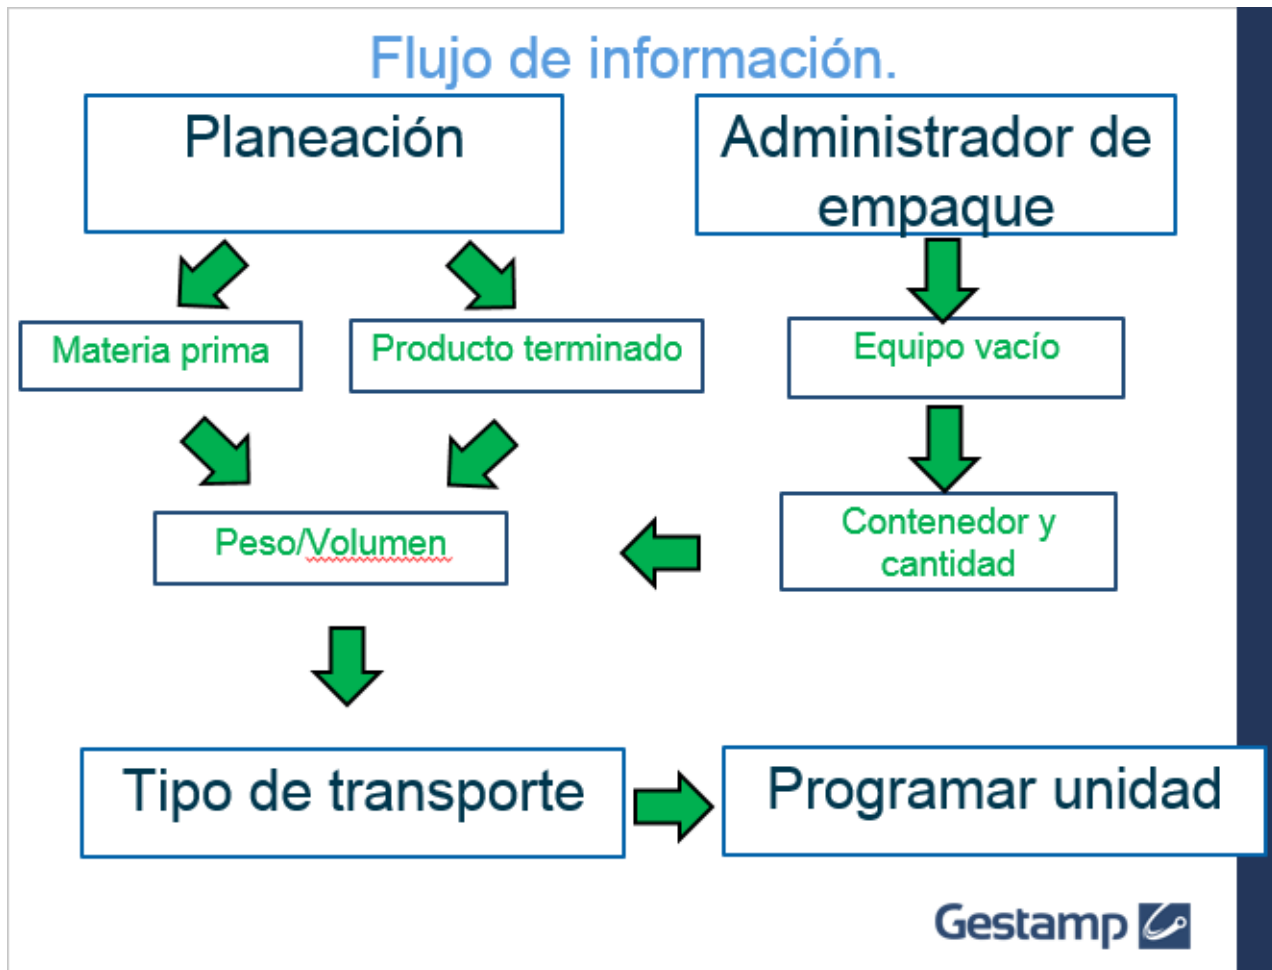 Flujo de información.
Planeación
Administrador de
empaque
Materia prima
Producto terminado
Equipo vacío
Peso/Volumen
Contenedor y
cantidad
Tipo de transporte
Programar unidad
Gestamp